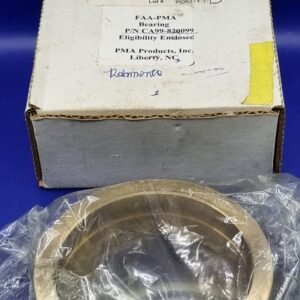 Lot #
FAA-PMA
Bearing
P/N CA99-820099
Eligibility Enclosed
PMA Products, Inc.
Liberty, NC